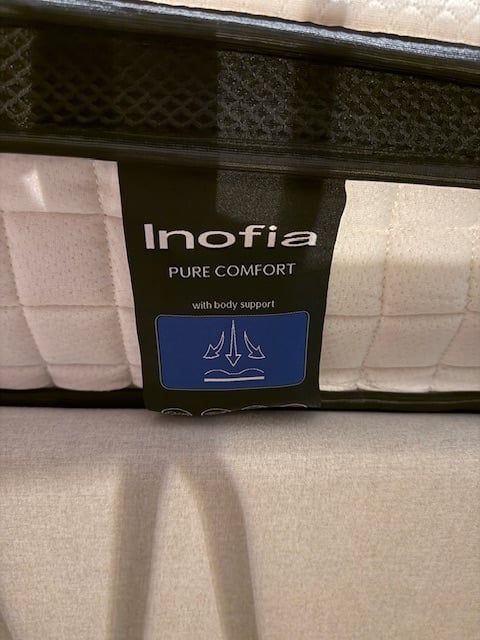 Inofia
PURE COMFORT
with body support